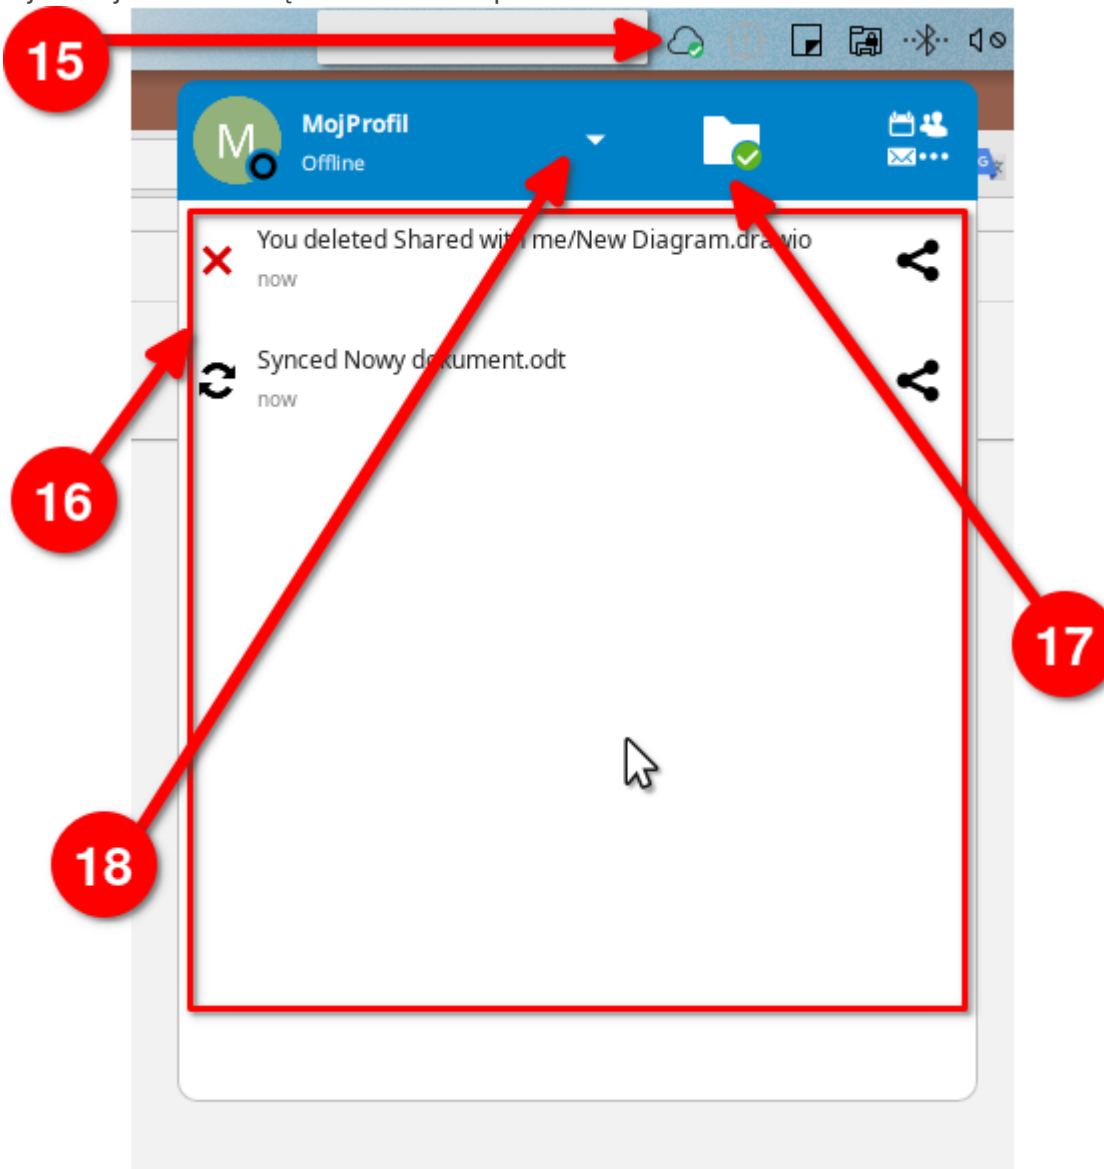 15
M
MojProfil
Offline
G
You deleted Shared with me/New Diagram.drawio
now
Synced Nowy dokument.odt
now
16
17
18